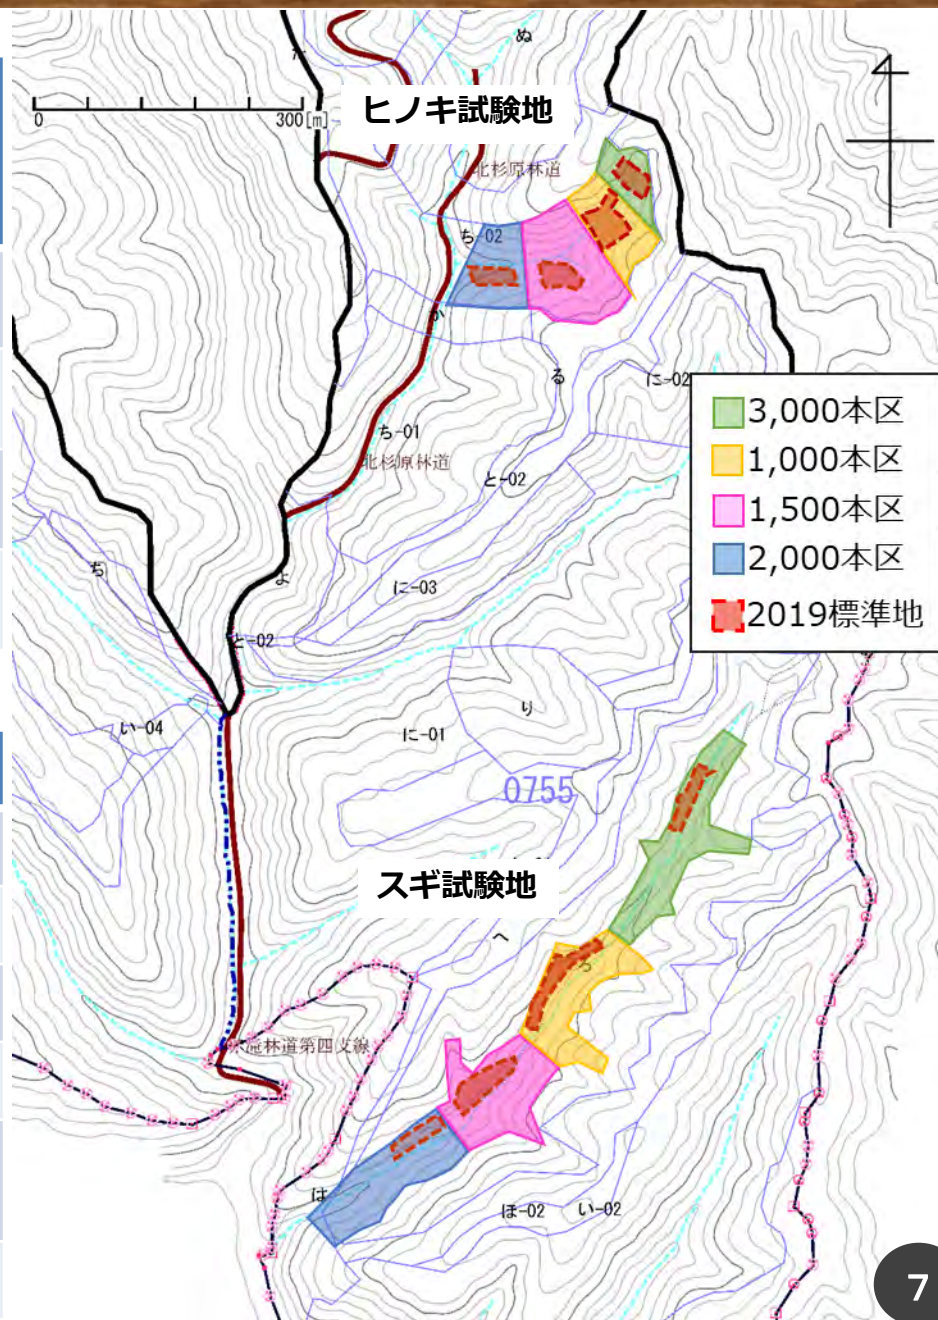 た
ぬ
0
300[m]
ヒノキ試験地
北杉原林道
ち-02
か
る
に-02
3,000本区
1,000本区
1,500本区
2,000本区
2019標準地
ち-01
北杉原林道
と-02
ち
よ
に-03
と-02
い-04
に-01
り
0755
スギ試験地
へ
ろ
林道第四支線
は
ほ-02
い-02
7